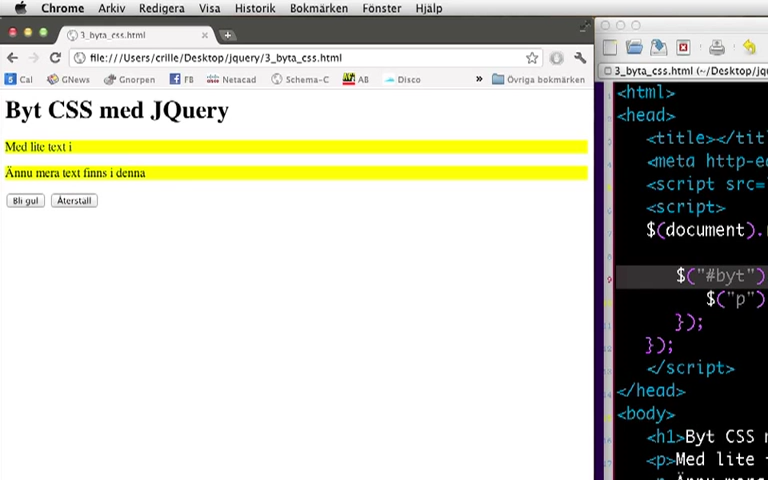 Chrome Arkiv Redigera Visa Historik Bokmärken Fönster Hjälp
3_byta_css.html
file:///Users/crille/Desktop/jquery/3_byta_css.html
Cal GNews Gnorpen FB Netacad Schema-C AB Disco » Övriga bokmärken
Byt CSS med JQuery
Med lite text i
Ännu mera text finns i denna
Bli gul Återställ
3_byta_css.html (~/Desktop/jq
<html>
<head>
<title></tit
<meta http-e
<script src=
<script>
$(document).
$("#byt")
$("p")
});
});
</script>
</head>
<body>
<h1>Byt CSS
<p>Med lite